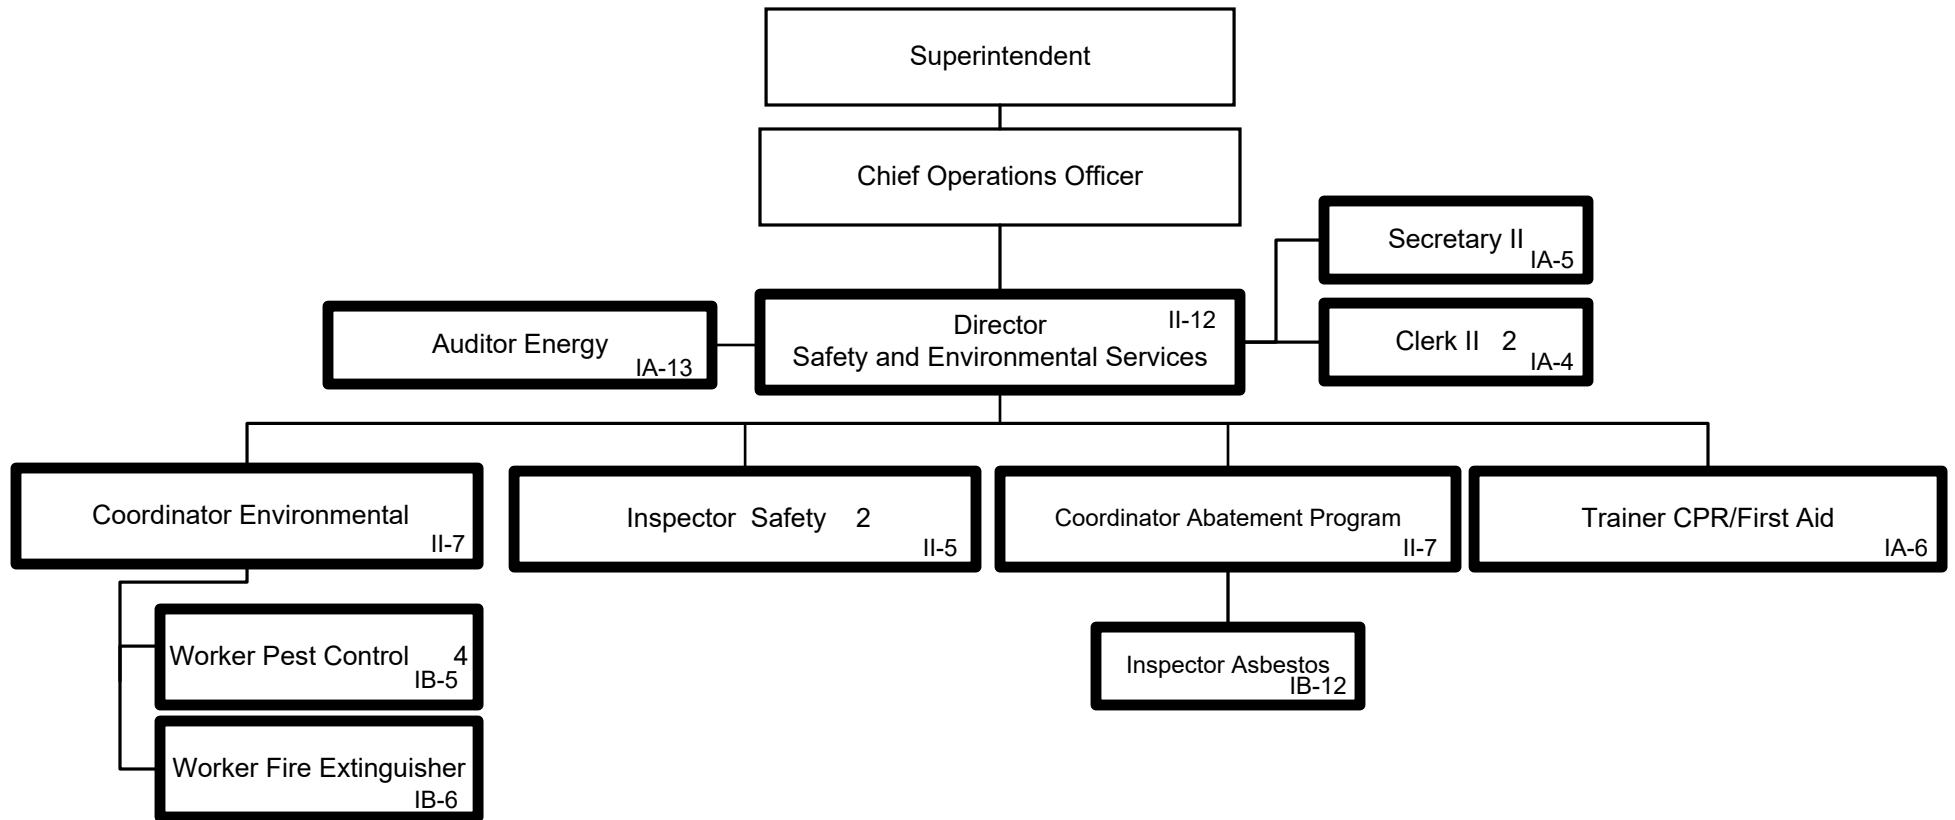 Superintendent
Chief Operations Officer
Secretary II
IA-5
Auditor Energy
IA-13
Director
II-12
Safety and Environmental Services
Clerk II 2
IA-4
Coordinator Environmental
II-7
Inspector Safety 2
II-5
Coordinator Abatement Program
II-7
Trainer CPR/First Aid
IA-6
Worker Pest Control 4
IB-5
Inspector Asbestos
IB-12
Worker Fire Extinguisher
IB-6